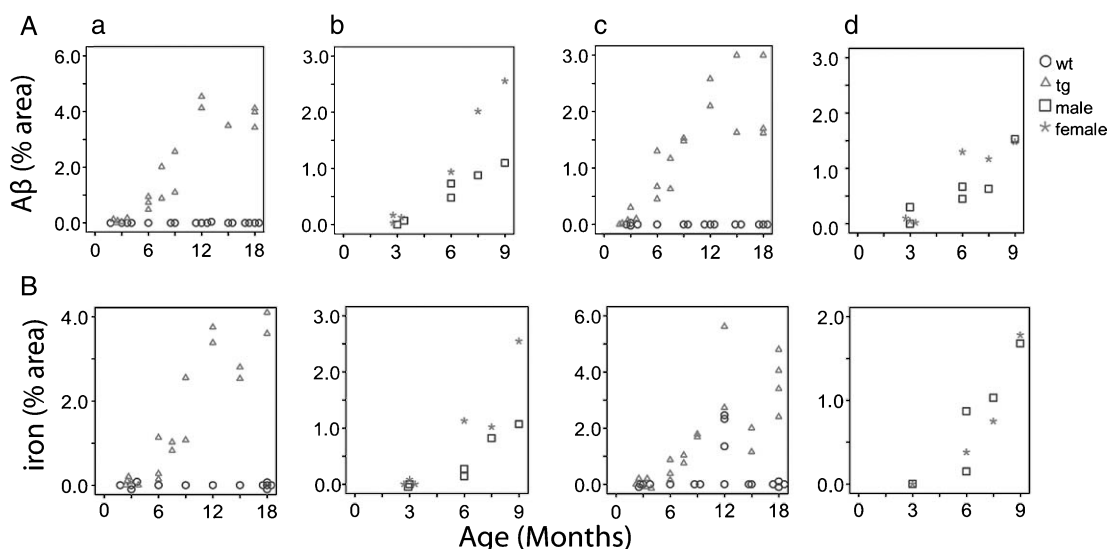 A a b c d
Aβ (% area)
6.0 4.0 2.0 0.0
0 3 6 9 12 18
3.0 2.0 1.0 0.0
0 3 6 9
3.0 2.0 1.0 0.0
0 3 6 9 12 18
3.0 2.0 1.0 0.0
0 3 6 9
wt
tg
male
female
B
iron (% area)
4.0 2.0 0.0
0 6 12 18
3.0 2.0 1.0 0.0
0 3 6 9
6.0 4.0 2.0 0.0
0 6 12 18
2.0 1.0 0.0
0 3 6 9
Age (Months)